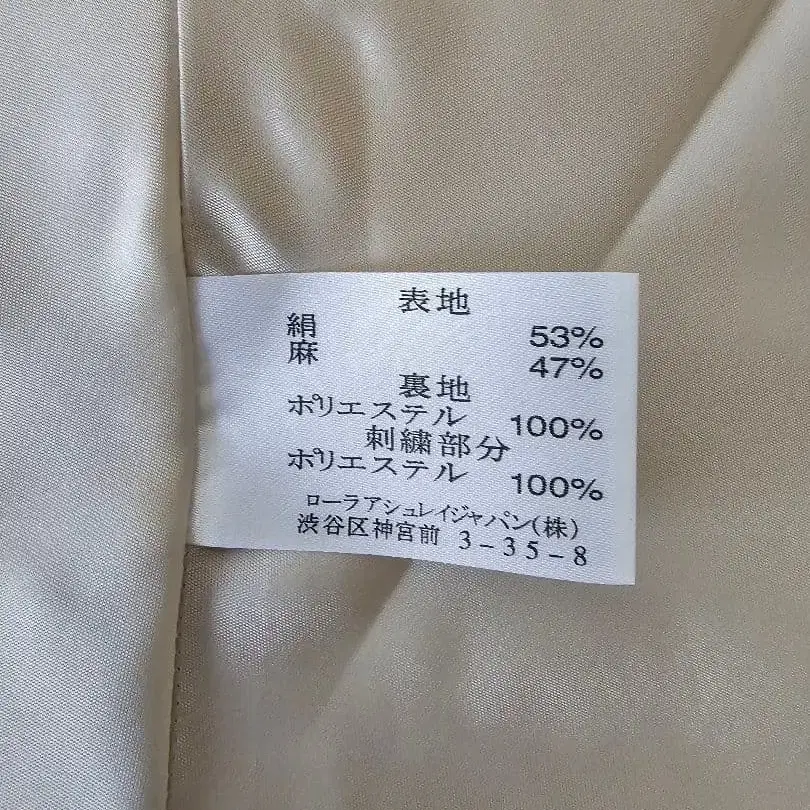 表地
絹 53%
麻 47%
裏地
ポリエステル 100%
刺繍部分
ポリエステル 100%
ローラアシュレイジャパン(株)
渋谷区神宮前 3-35-8